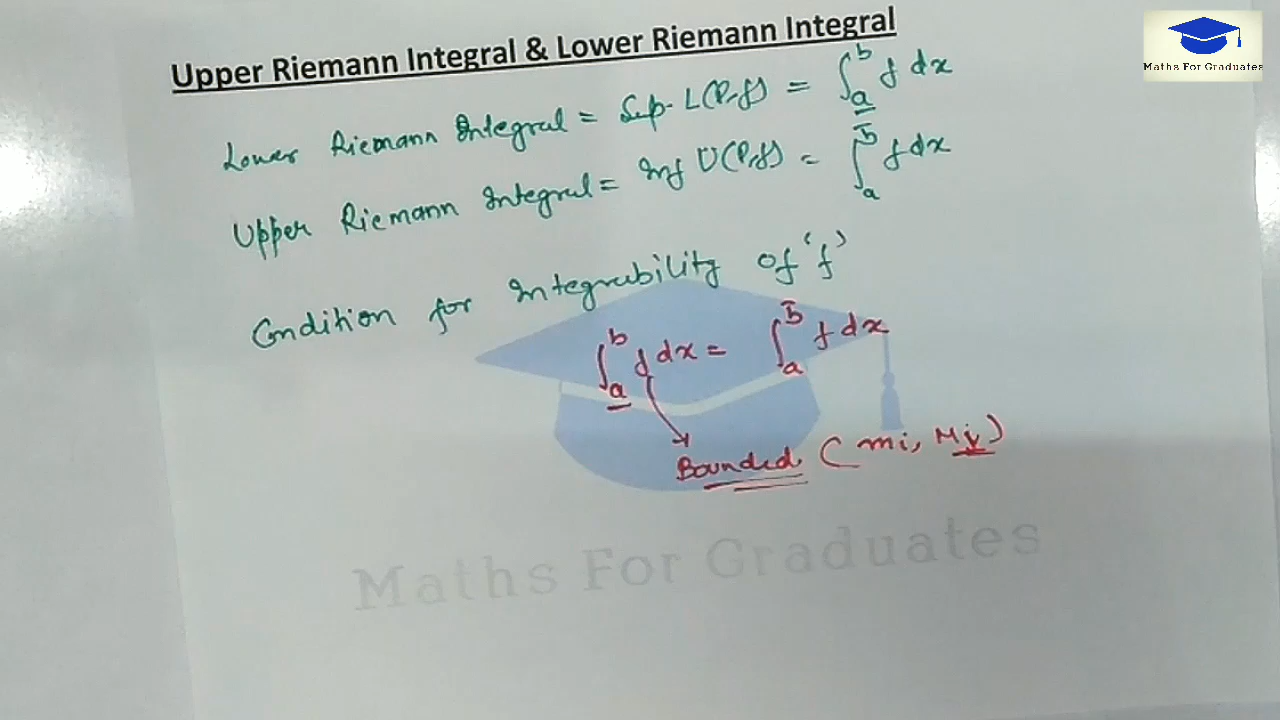 Upper Riemann Integral & Lower Riemann Integral
Maths For Graduates
Lower Riemann Integral = Sup. L(P,f) = ∫_a̲^b f dx
Upper Riemann Integral = Inf U(P,f) = ∫_a^b̅ f dx
Condition for Integrability of 'f'
∫_a̲^b f dx = ∫_a^b̅ f dx
Bounded (mi, Mi)
Maths For Graduates